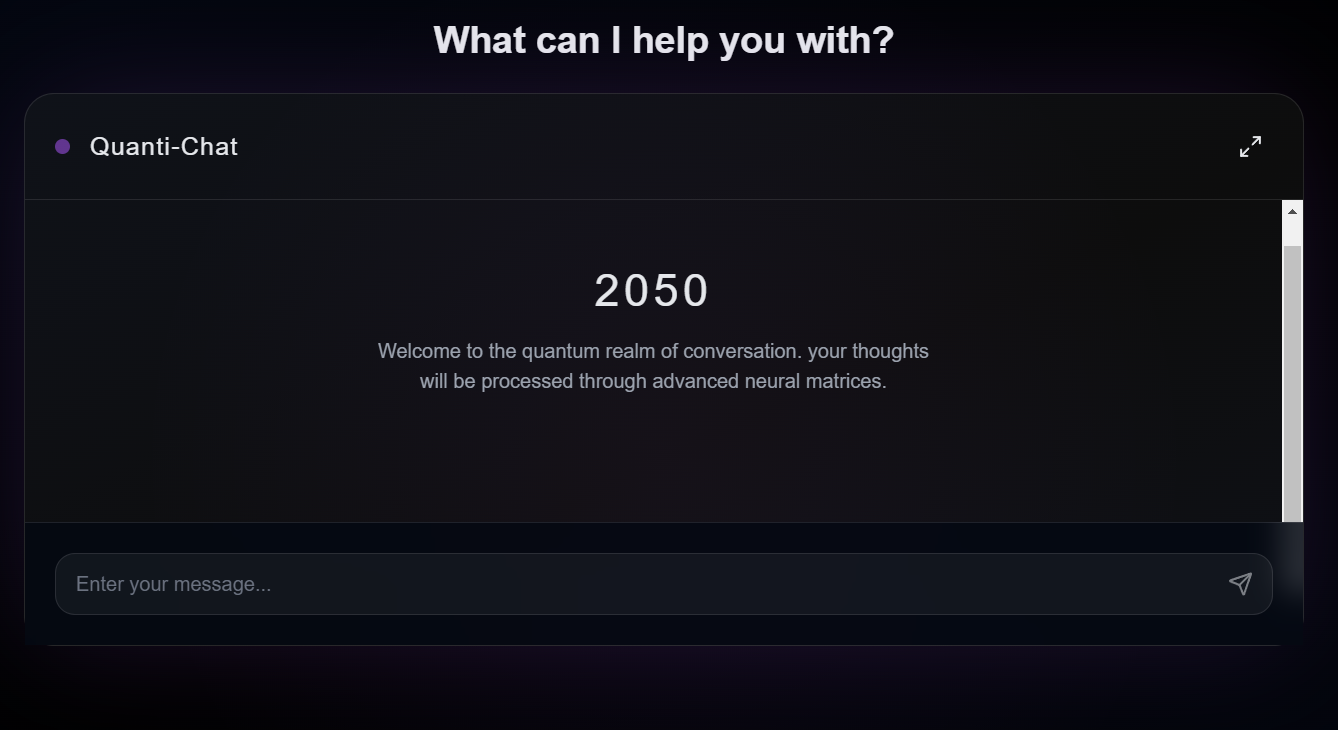 What can I help you with?
Quanti-Chat
2050
Welcome to the quantum realm of conversation. your thoughts
will be processed through advanced neural matrices.
Enter your message...